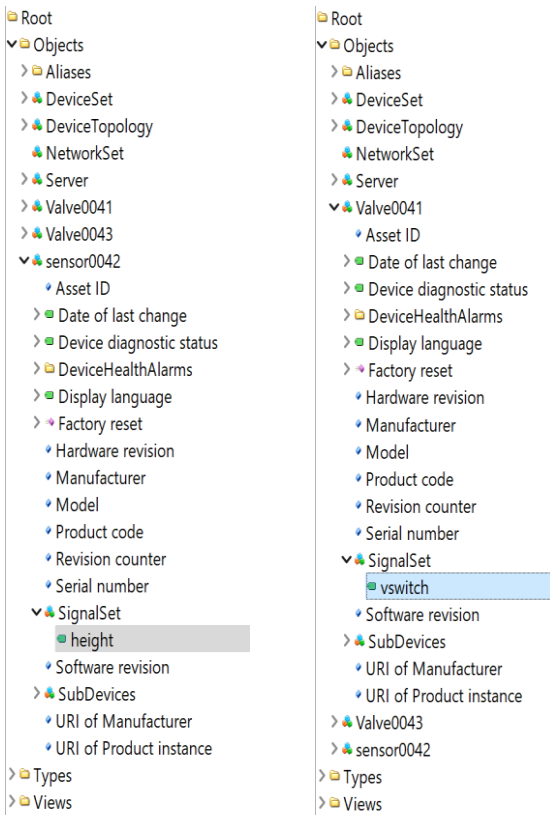 Root
Objects
Aliases
DeviceSet
DeviceTopology
NetworkSet
Server
Valve0041
Valve0043
sensor0042
Asset ID
Date of last change
Device diagnostic status
DeviceHealthAlarms
Display language
Factory reset
Hardware revision
Manufacturer
Model
Product code
Revision counter
Serial number
SignalSet
height
Software revision
SubDevices
URI of Manufacturer
URI of Product instance
Types
Views
Root
Objects
Aliases
DeviceSet
DeviceTopology
NetworkSet
Server
Valve0041
Asset ID
Date of last change
Device diagnostic status
DeviceHealthAlarms
Display language
Factory reset
Hardware revision
Manufacturer
Model
Product code
Revision counter
Serial number
SignalSet
vswitch
Software revision
SubDevices
URI of Manufacturer
URI of Product instance
Valve0043
sensor0042
Types
Views